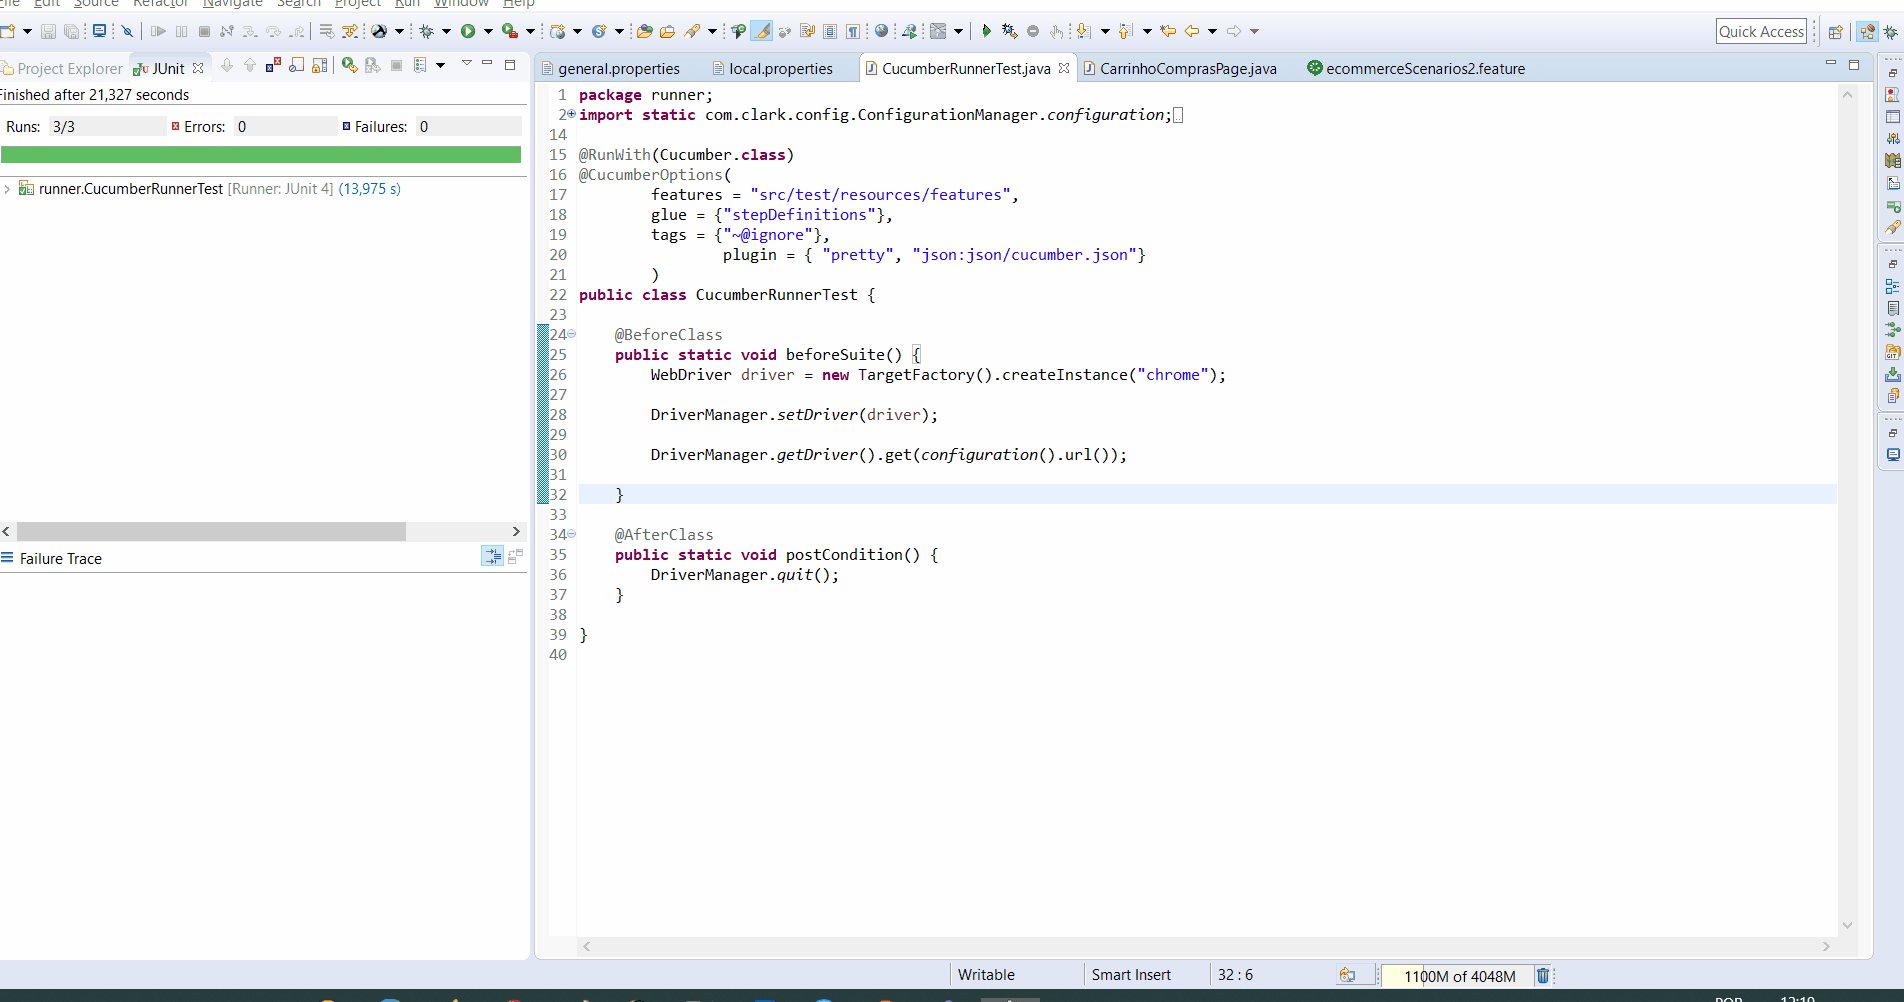 File Edit Source Refactor Navigate Search Project Run Window Help
Quick Access
Project Explorer JUnit
general.properties local.properties CucumberRunnerTest.java CarrinhoComprasPage.java ecommerceScenarios2.feature
Finished after 21,327 seconds
Runs: 3/3 Errors: 0 Failures: 0
runner.CucumberRunnerTest [Runner: JUnit 4] (13,975 s)
Failure Trace
1 package runner;
2 import static com.clark.config.ConfigurationManager.configuration;
14
15 @RunWith(Cucumber.class)
16 @CucumberOptions(
17 features = "src/test/resources/features",
18 glue = {"stepDefinitions"},
19 tags = {"~@ignore"},
20 plugin = { "pretty", "json:json/cucumber.json"}
21 )
22 public class CucumberRunnerTest {
23
24 @BeforeClass
25 public static void beforeSuite() {
26 WebDriver driver = new TargetFactory().createInstance("chrome");
27
28 DriverManager.setDriver(driver);
29
30 DriverManager.getDriver().get(configuration().url());
31
32 }
33
34 @AfterClass
35 public static void postCondition() {
36 DriverManager.quit();
37 }
38
39 }
40
Writable Smart Insert 32 : 6 1100M of 4048M
POR 12:19